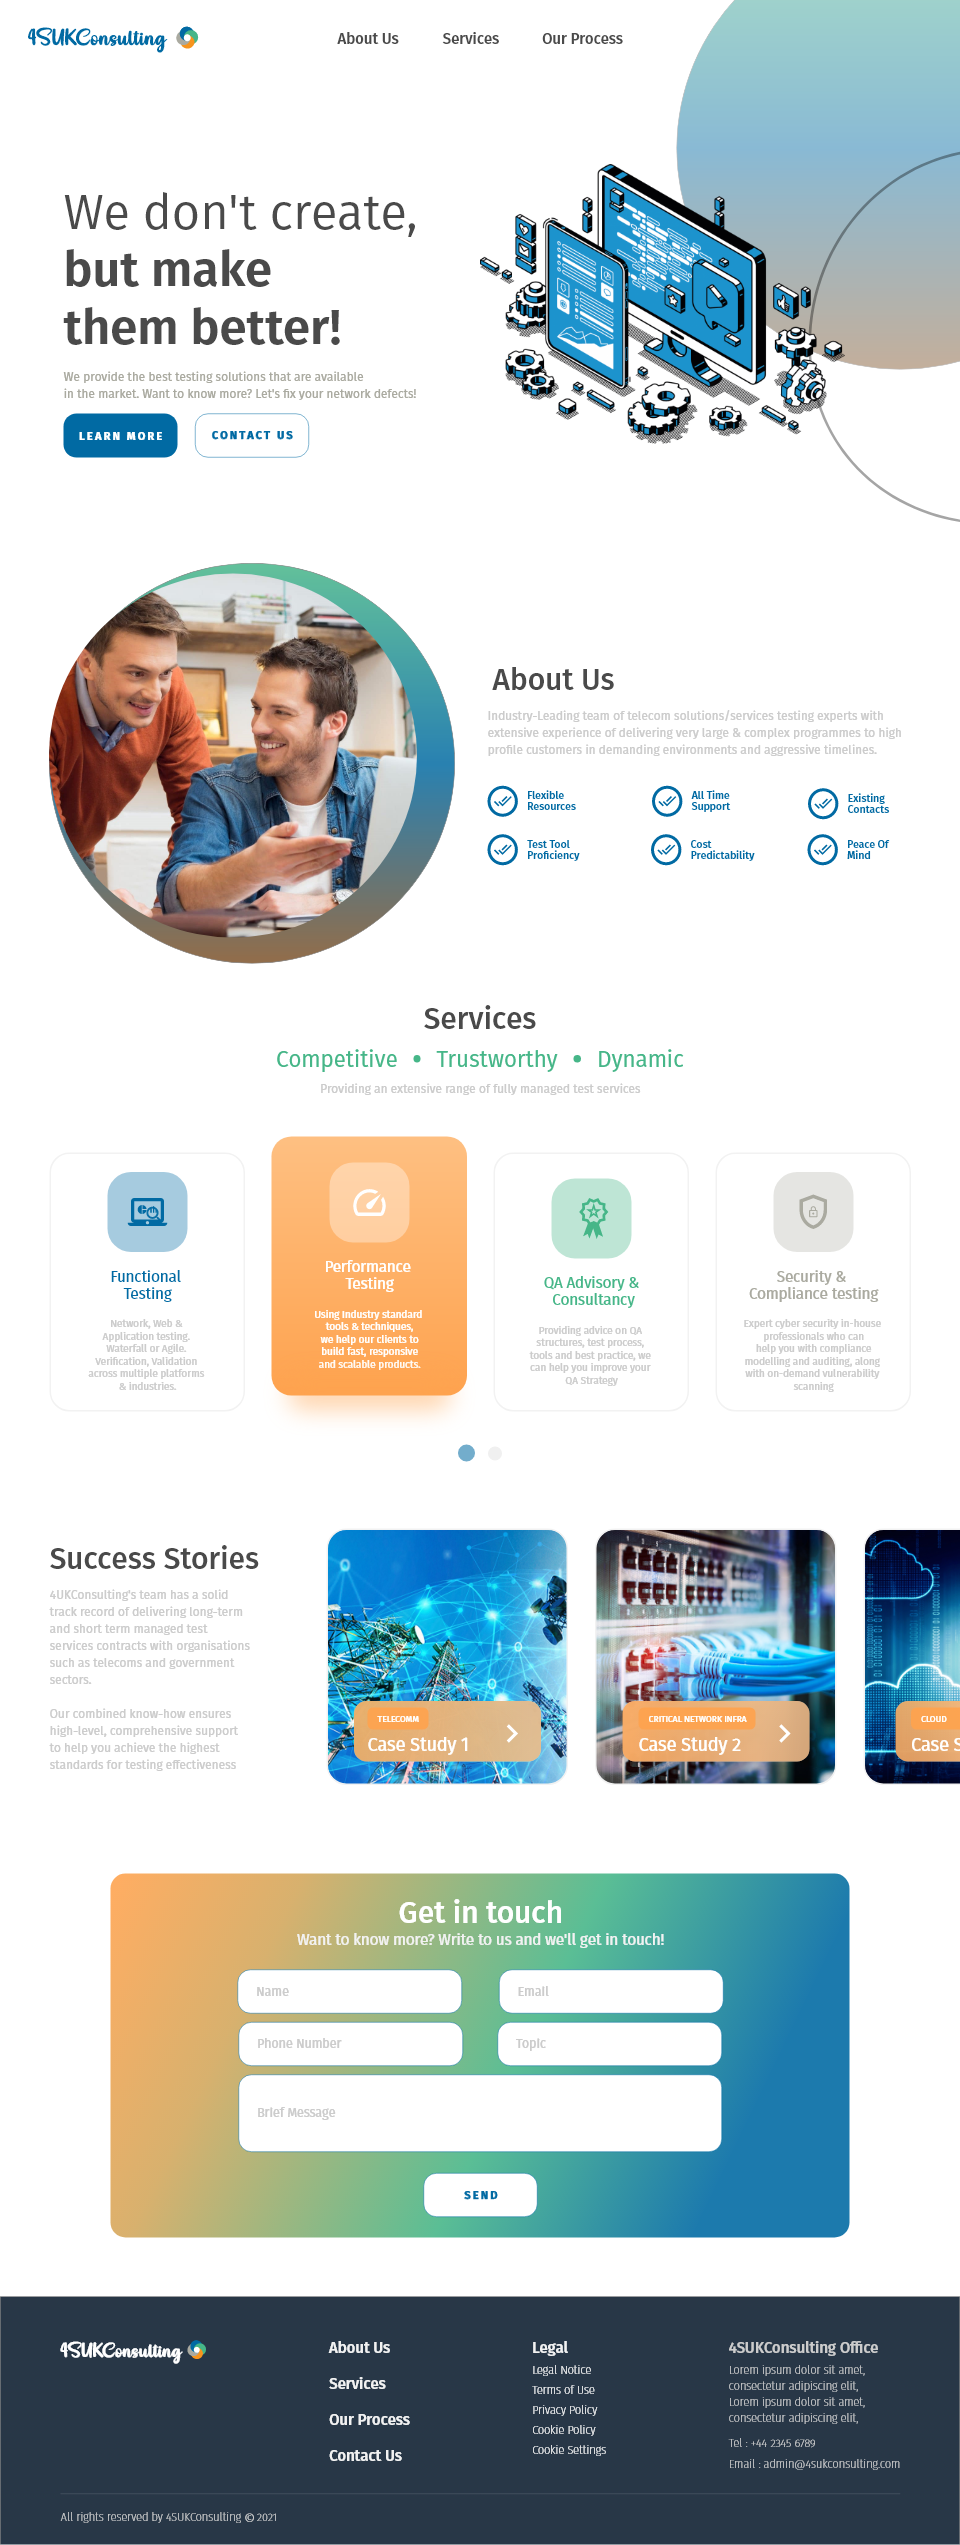 4SUKConsulting
About Us
Services
Our Process
We don't create,
but make
them better!
We provide the best testing solutions that are available
in the market. Want to know more? Let's fix your network defects!
LEARN MORE
CONTACT US
About Us
Industry-Leading team of telecom solutions/services testing experts with
extensive experience of delivering very large & complex programmes to high
profile customers in demanding environments and aggressive timelines.
Flexible
Resources
All Time
Support
Existing
Contacts
Test Tool
Proficiency
Cost
Predictability
Peace Of
Mind
Services
Competitive • Trustworthy • Dynamic
Providing an extensive range of fully managed test services
Functional
Testing
Network, Web &
Application testing.
Waterfall or Agile.
Verification, Validation
across multiple platforms
& industries.
Performance
Testing
Using Industry standard
tools & techniques,
we help our clients to
build fast, responsive
and scalable products.
QA Advisory &
Consultancy
Providing advice on QA
structures, test process,
tools and best practice, we
can help you improve your
QA Strategy
Security &
Compliance testing
Expert cyber security in-house
professionals who can
help you with compliance
modelling and auditing, along
with on-demand vulnerability
scanning
Success Stories
4UKConsulting's team has a solid
track record of delivering long-term
and short term managed test
services contracts with organisations
such as telecoms and government
sectors.
Our combined know-how ensures
high-level, comprehensive support
to help you achieve the highest
standards for testing effectiveness
TELECOMM
Case Study 1
CRITICAL NETWORK INFRA
Case Study 2
CLOUD
Case S
Get in touch
Want to know more? Write to us and we'll get in touch!
Name
Email
Phone Number
Topic
Brief Message
SEND
4SUKConsulting
About Us
Services
Our Process
Contact Us
Legal
Legal Notice
Terms of Use
Privacy Policy
Cookie Policy
Cookie Settings
4SUKConsulting Office
Lorem ipsum dolor sit amet,
consectetur adipiscing elit,
Lorem ipsum dolor sit amet,
consectetur adipiscing elit,
Tel : +44 2345 6789
Email : admin@4sukconsulting.com
All rights reserved by 4SUKConsulting © 2021